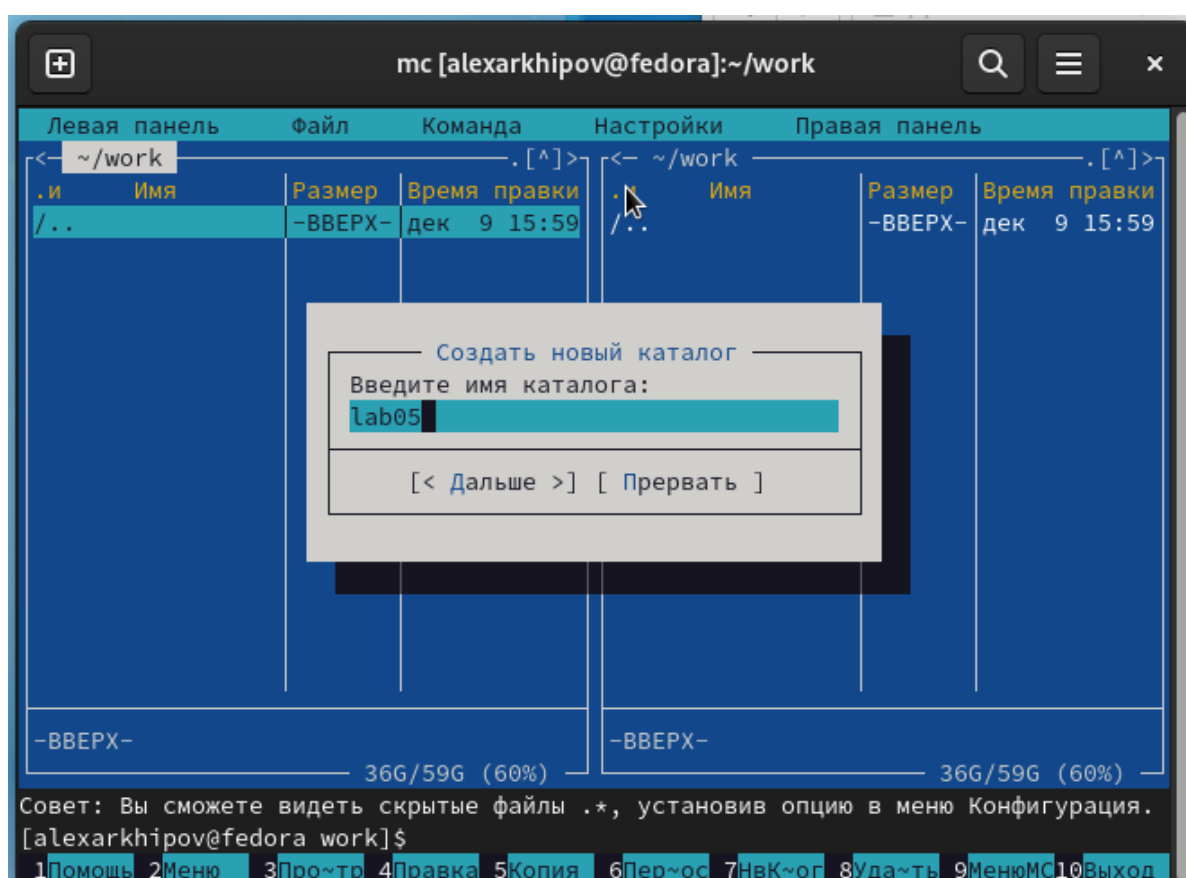 mc [alexarkhipov@fedora]:~/work
Левая панель Файл Команда Настройки Правая панель
<─ ~/work ─.[^]>┐┌<─ ~/work ─.[^]>
.и Имя Размер Время правки .и Имя Размер Время правки
/.. -ВВЕРХ- дек 9 15:59 /.. -ВВЕРХ- дек 9 15:59
Создать новый каталог
Введите имя каталога:
lab05
[< Дальше >] [ Прервать ]
-ВВЕРХ- -ВВЕРХ-
36G/59G (60%) 36G/59G (60%)
Совет: Вы сможете видеть скрытые файлы .*, установив опцию в меню Конфигурация.
[alexarkhipov@fedora work]$
1Помощь 2Меню 3Про~тр 4Правка 5Копия 6Пер~ос 7НвК~ог 8Уда~ть 9МенюMC10Выход